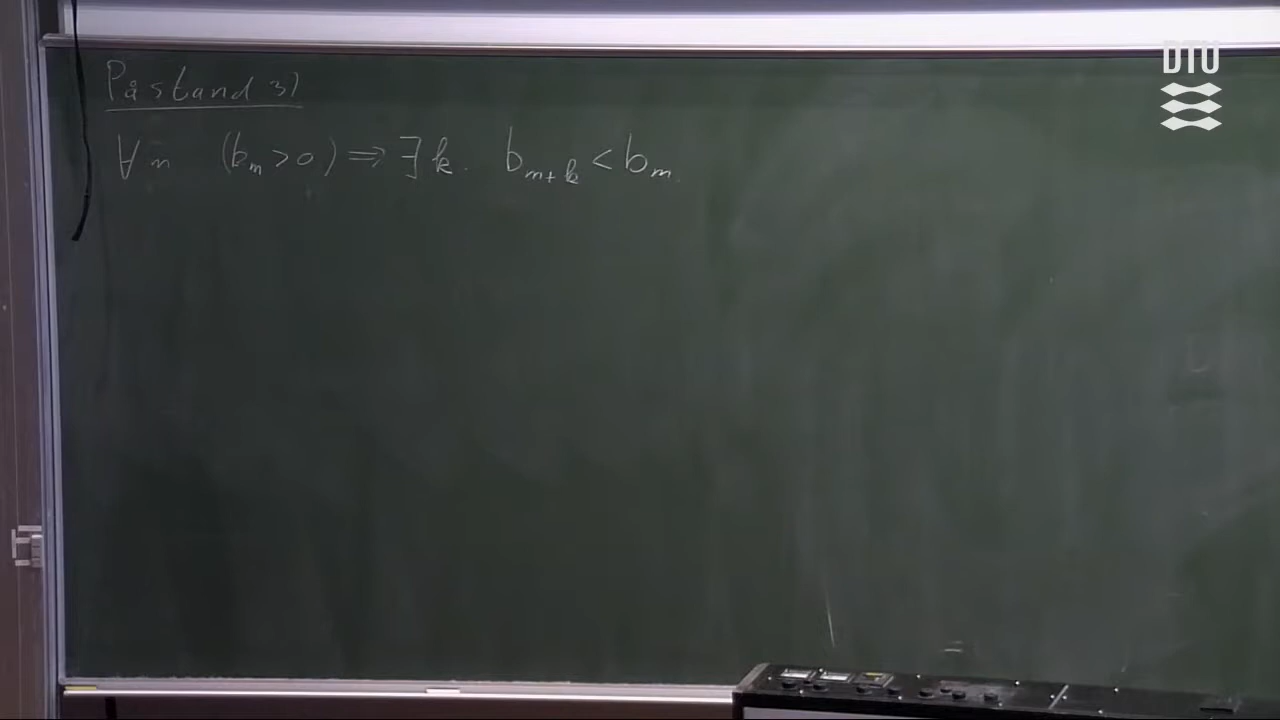 DTU
Påstand 3)
∀n (bₙ>0) ⇒ ∃k. bₙ₊ₖ < bₙ.